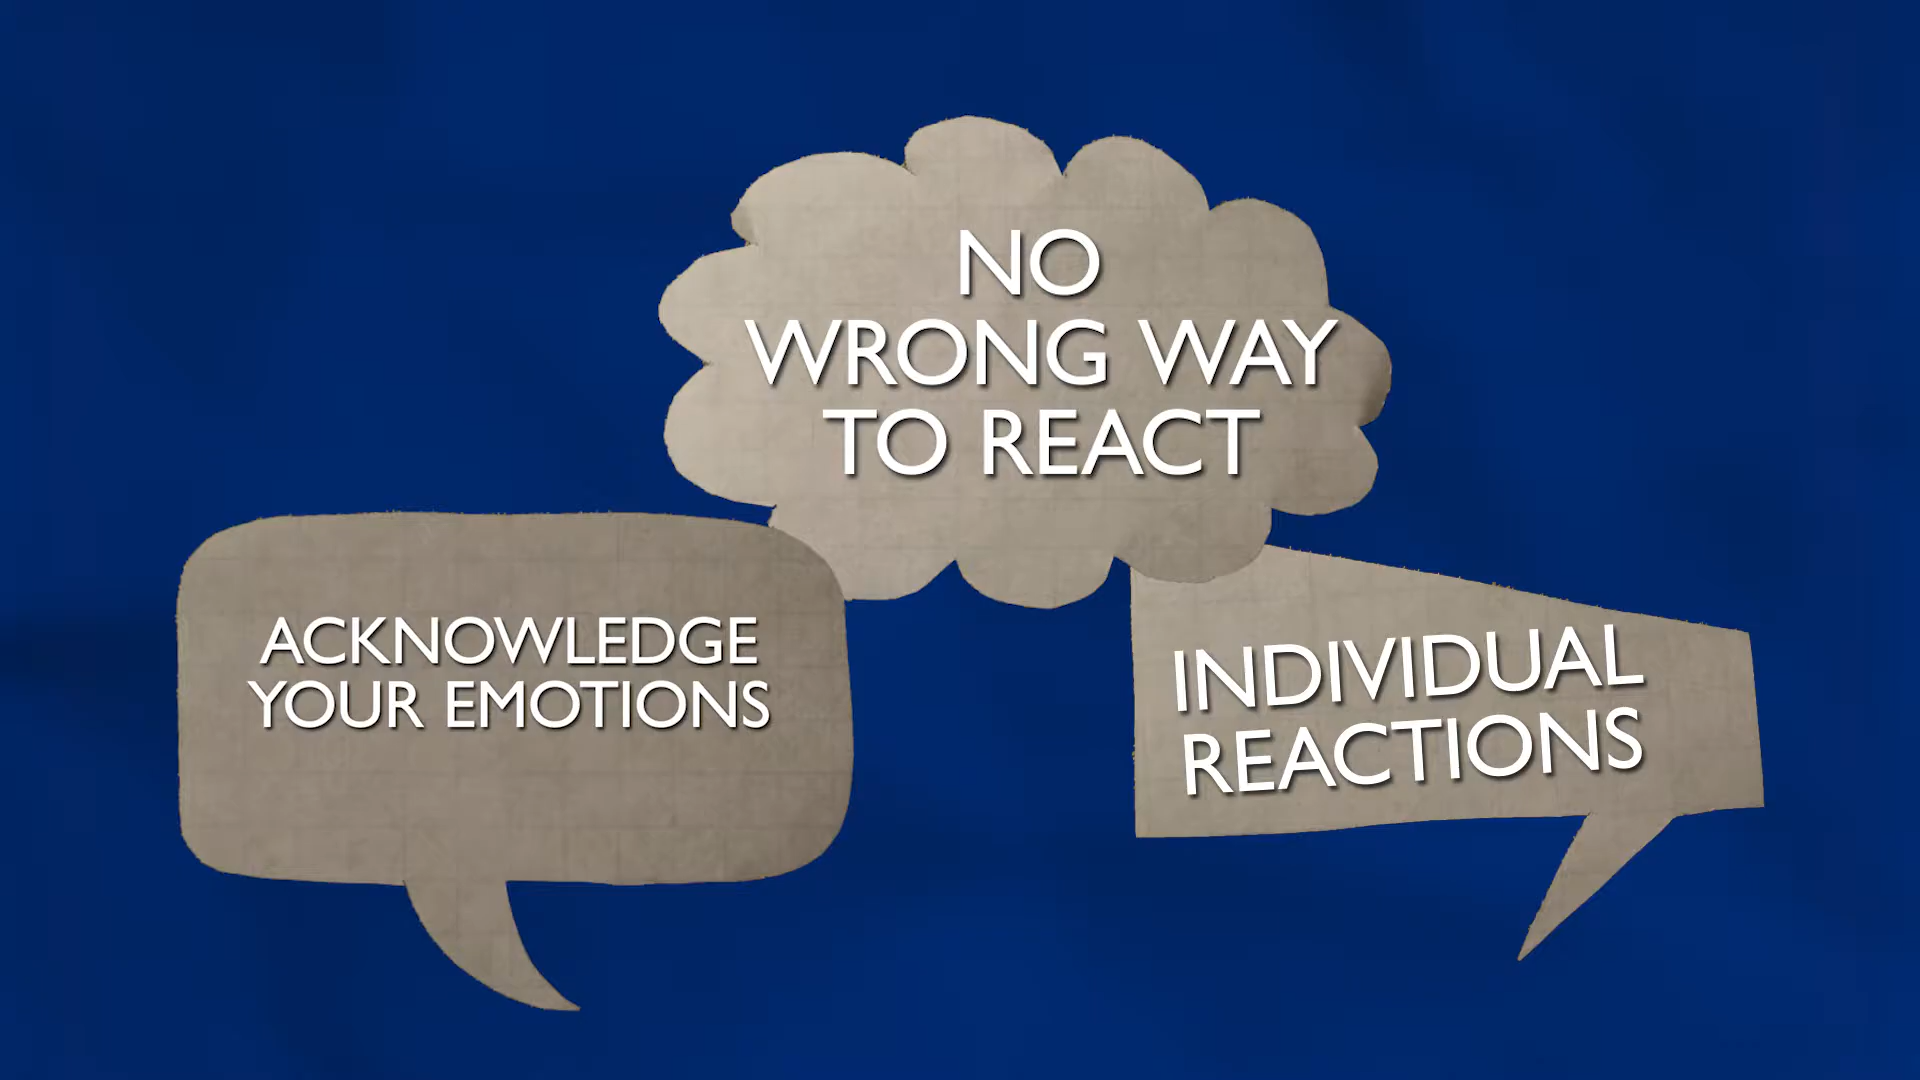 NO
WRONG WAY
TO REACT
ACKNOWLEDGE
YOUR EMOTIONS
INDIVIDUAL
REACTIONS